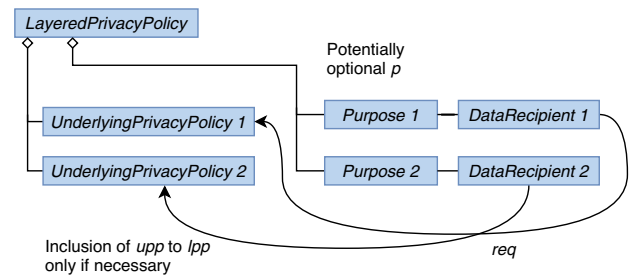 LayeredPrivacyPolicy
Potentially
optional p
UnderlyingPrivacyPolicy 1
Purpose 1
DataRecipient 1
UnderlyingPrivacyPolicy 2
Purpose 2
DataRecipient 2
Inclusion of upp to lpp
only if necessary
req